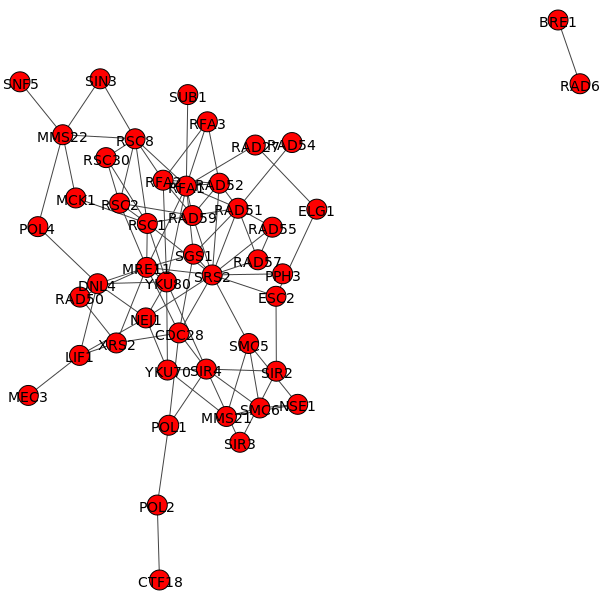 BRE1
SNF5
SIN3
RAD6
SUB1
RFA3
MMS22
RSC8
RAD27
RAD54
RSC30
RFA2
RFA1
RAD52
MCK1
RSC2
RAD51
ELG1
POL4
RSC1
RAD59
RAD55
SGS1
MRE11
RAD57
SRS2
PPH3
DNL4
YKU80
RAD50
ESC2
NEJ1
CDC28
XRS2
SMC5
LIF1
YKU70
SIR4
SIR2
MEC3
MMS21
SMC6
NSE1
POL1
SIR3
POL2
CTF18